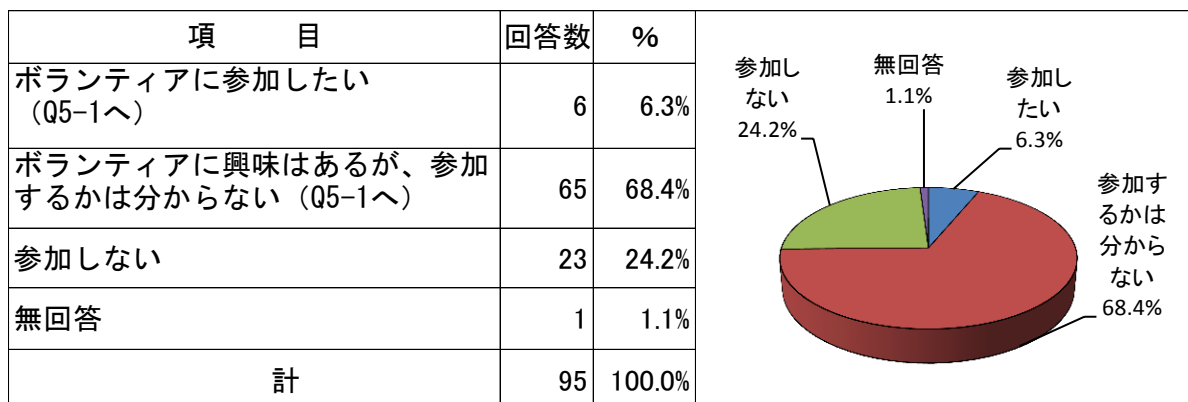 項　　　目 回答数 %
ボランティアに参加したい
（Q5-1へ） 6 6.3%
ボランティアに興味はあるが、参加
するかは分からない（Q5-1へ） 65 68.4%
参加しない 23 24.2%
無回答 1 1.1%
計 95 100.0%
参加し
ない
24.2%
無回答
1.1%
参加し
たい
6.3%
参加す
るかは
分から
ない
68.4%